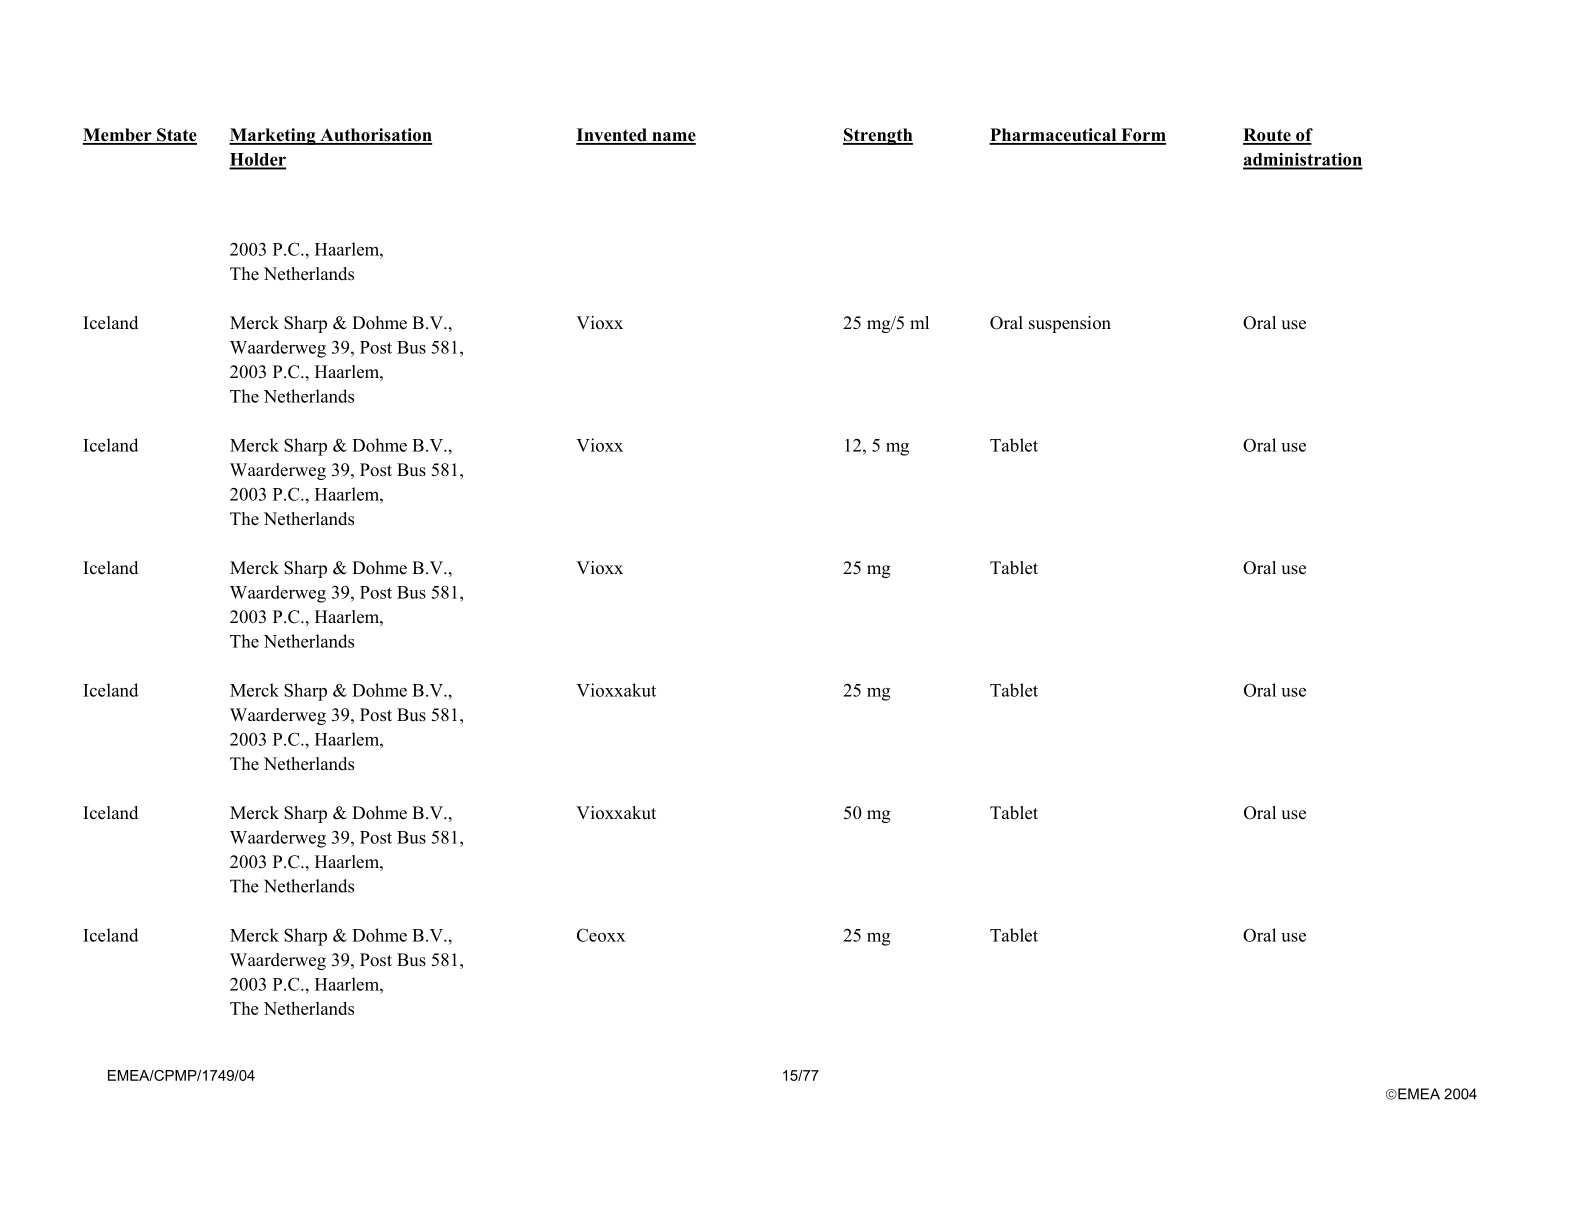 Member State Marketing Authorisation Invented name Strength Pharmaceutical Form Route of
Holder administration
2003 P.C., Haarlem,
The Netherlands
Iceland Merck Sharp & Dohme B.V., Vioxx 25 mg/5 ml Oral suspension Oral use
Waarderweg 39, Post Bus 581,
2003 P.C., Haarlem,
The Netherlands
Iceland Merck Sharp & Dohme B.V., Vioxx 12, 5 mg Tablet Oral use
Waarderweg 39, Post Bus 581,
2003 P.C., Haarlem,
The Netherlands
Iceland Merck Sharp & Dohme B.V., Vioxx 25 mg Tablet Oral use
Waarderweg 39, Post Bus 581,
2003 P.C., Haarlem,
The Netherlands
Iceland Merck Sharp & Dohme B.V., Vioxxakut 25 mg Tablet Oral use
Waarderweg 39, Post Bus 581,
2003 P.C., Haarlem,
The Netherlands
Iceland Merck Sharp & Dohme B.V., Vioxxakut 50 mg Tablet Oral use
Waarderweg 39, Post Bus 581,
2003 P.C., Haarlem,
The Netherlands
Iceland Merck Sharp & Dohme B.V., Ceoxx 25 mg Tablet Oral use
Waarderweg 39, Post Bus 581,
2003 P.C., Haarlem,
The Netherlands
EMEA/CPMP/1749/04 15/77
©EMEA 2004